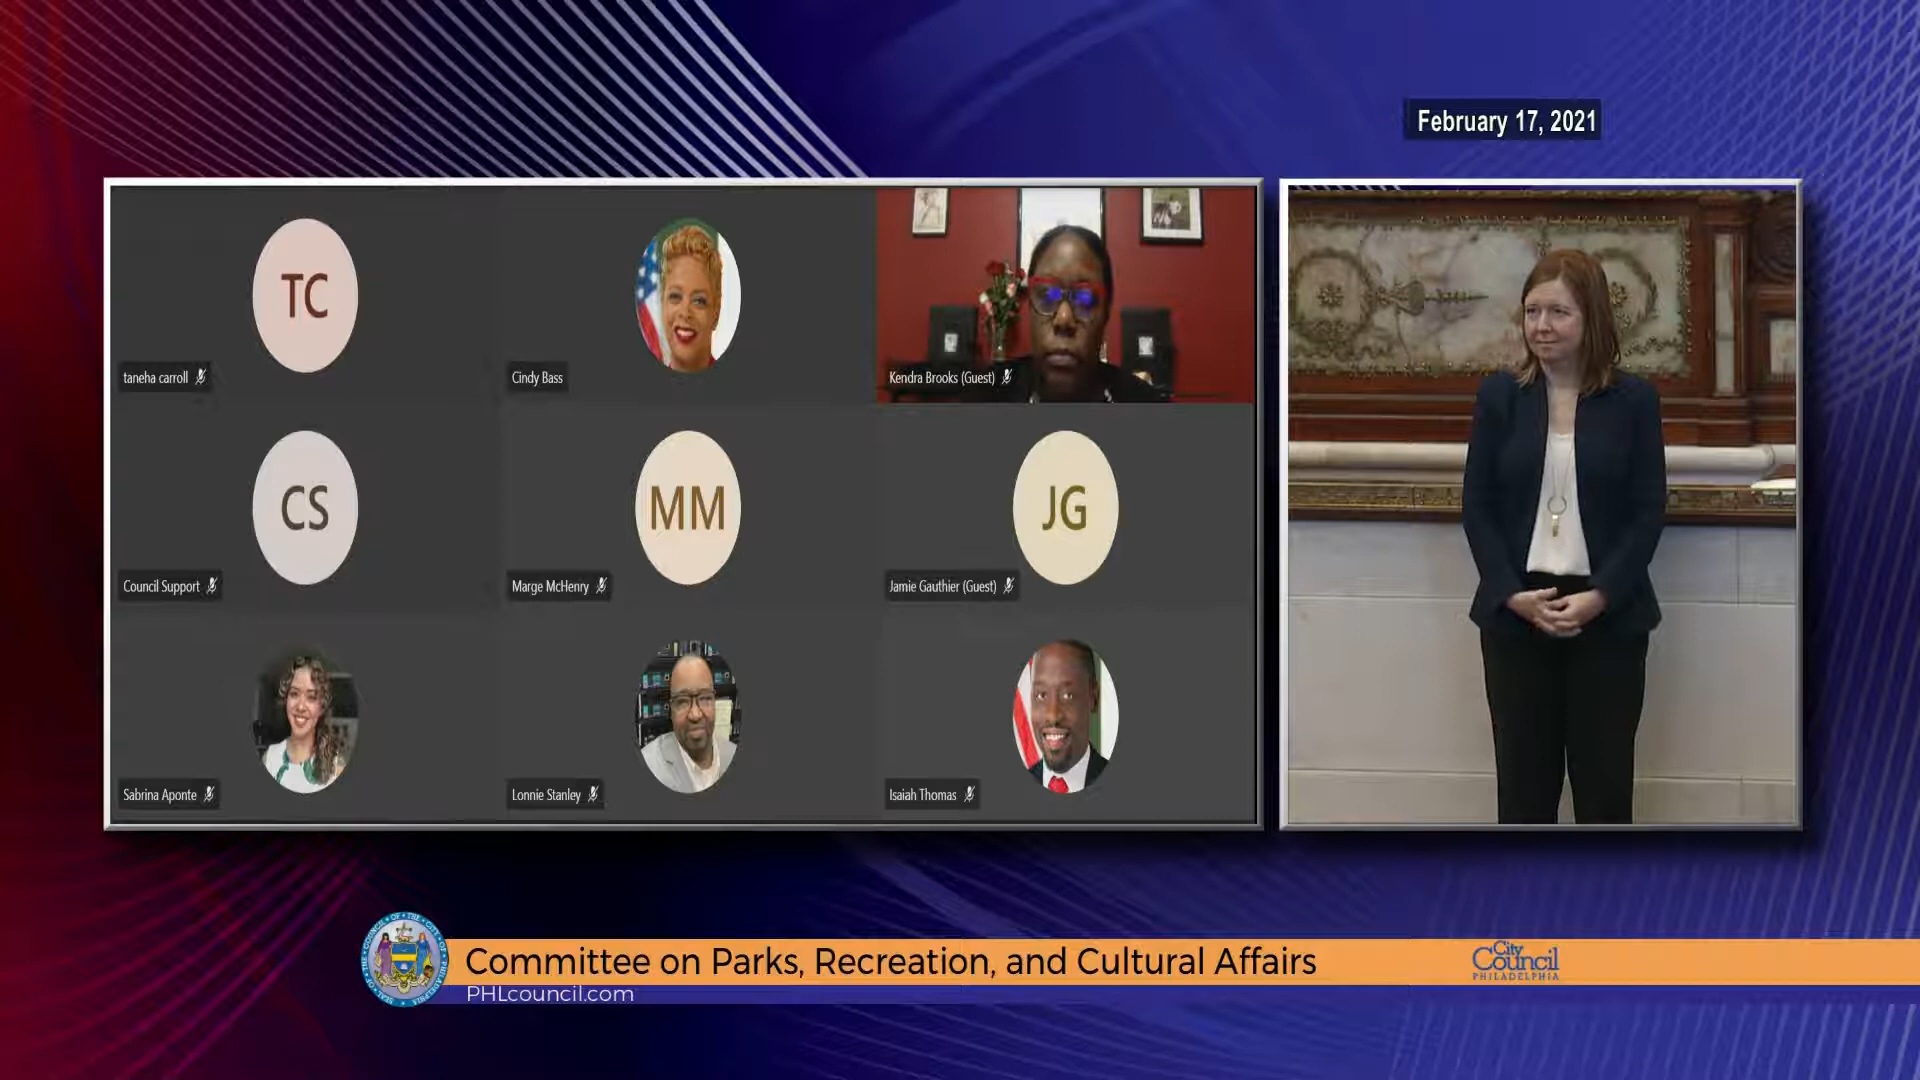 February 17, 2021
TC
taneha carroll
Cindy Bass
Kendra Brooks (Guest)
CS
Council Support
MM
Marge McHenry
JG
Jamie Gauthier (Guest)
Sabrina Aponte
Lonnie Stanley
Isaiah Thomas
Committee on Parks, Recreation, and Cultural Affairs
PHLcouncil.com
City
Council
PHILADELPHIA